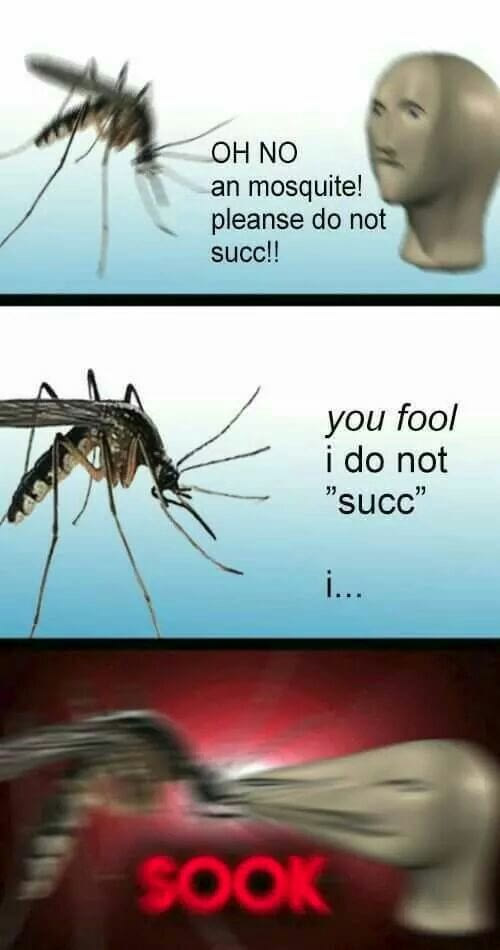 OH NO
an mosquite!
pleanse do not
succ!!
you fool
i do not
”succ”
i...
SOOK